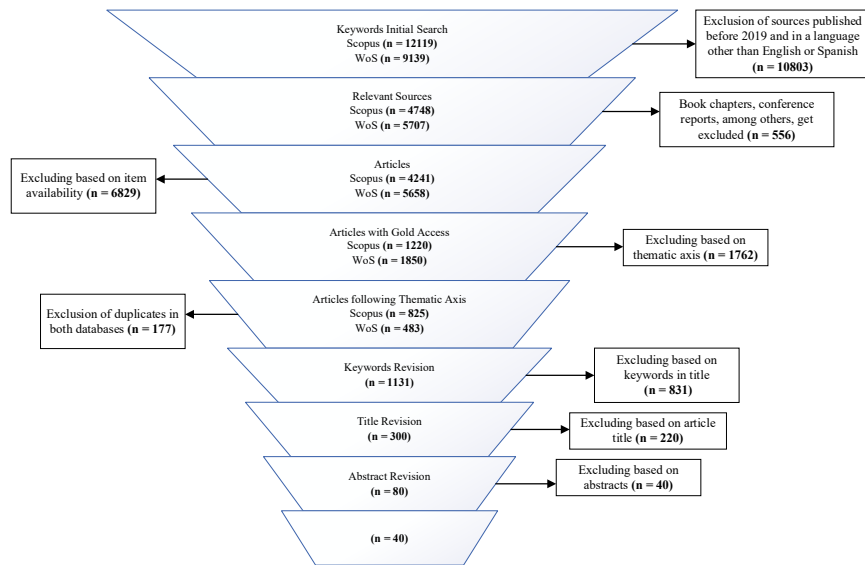 Keywords Initial Search
Scopus (n = 12119)
WoS (n = 9139)
Exclusion of sources published
before 2019 and in a language
other than English or Spanish
(n = 10803)
Relevant Sources
Scopus (n = 4748)
WoS (n = 5707)
Book chapters, conference
reports, among others, get
excluded (n = 556)
Articles
Scopus (n = 4241)
WoS (n = 5658)
Excluding based on item
availability (n = 6829)
Articles with Gold Access
Scopus (n = 1220)
WoS (n = 1850)
Excluding based on
thematic axis (n = 1762)
Articles following Thematic Axis
Scopus (n = 825)
WoS (n = 483)
Exclusion of duplicates in
both databases (n = 177)
Keywords Revision
(n = 1131)
Excluding based on
keywords in title
(n = 831)
Title Revision
(n = 300)
Excluding based on article
title (n = 220)
Abstract Revision
(n = 80)
Excluding based on
abstracts (n = 40)
(n = 40)